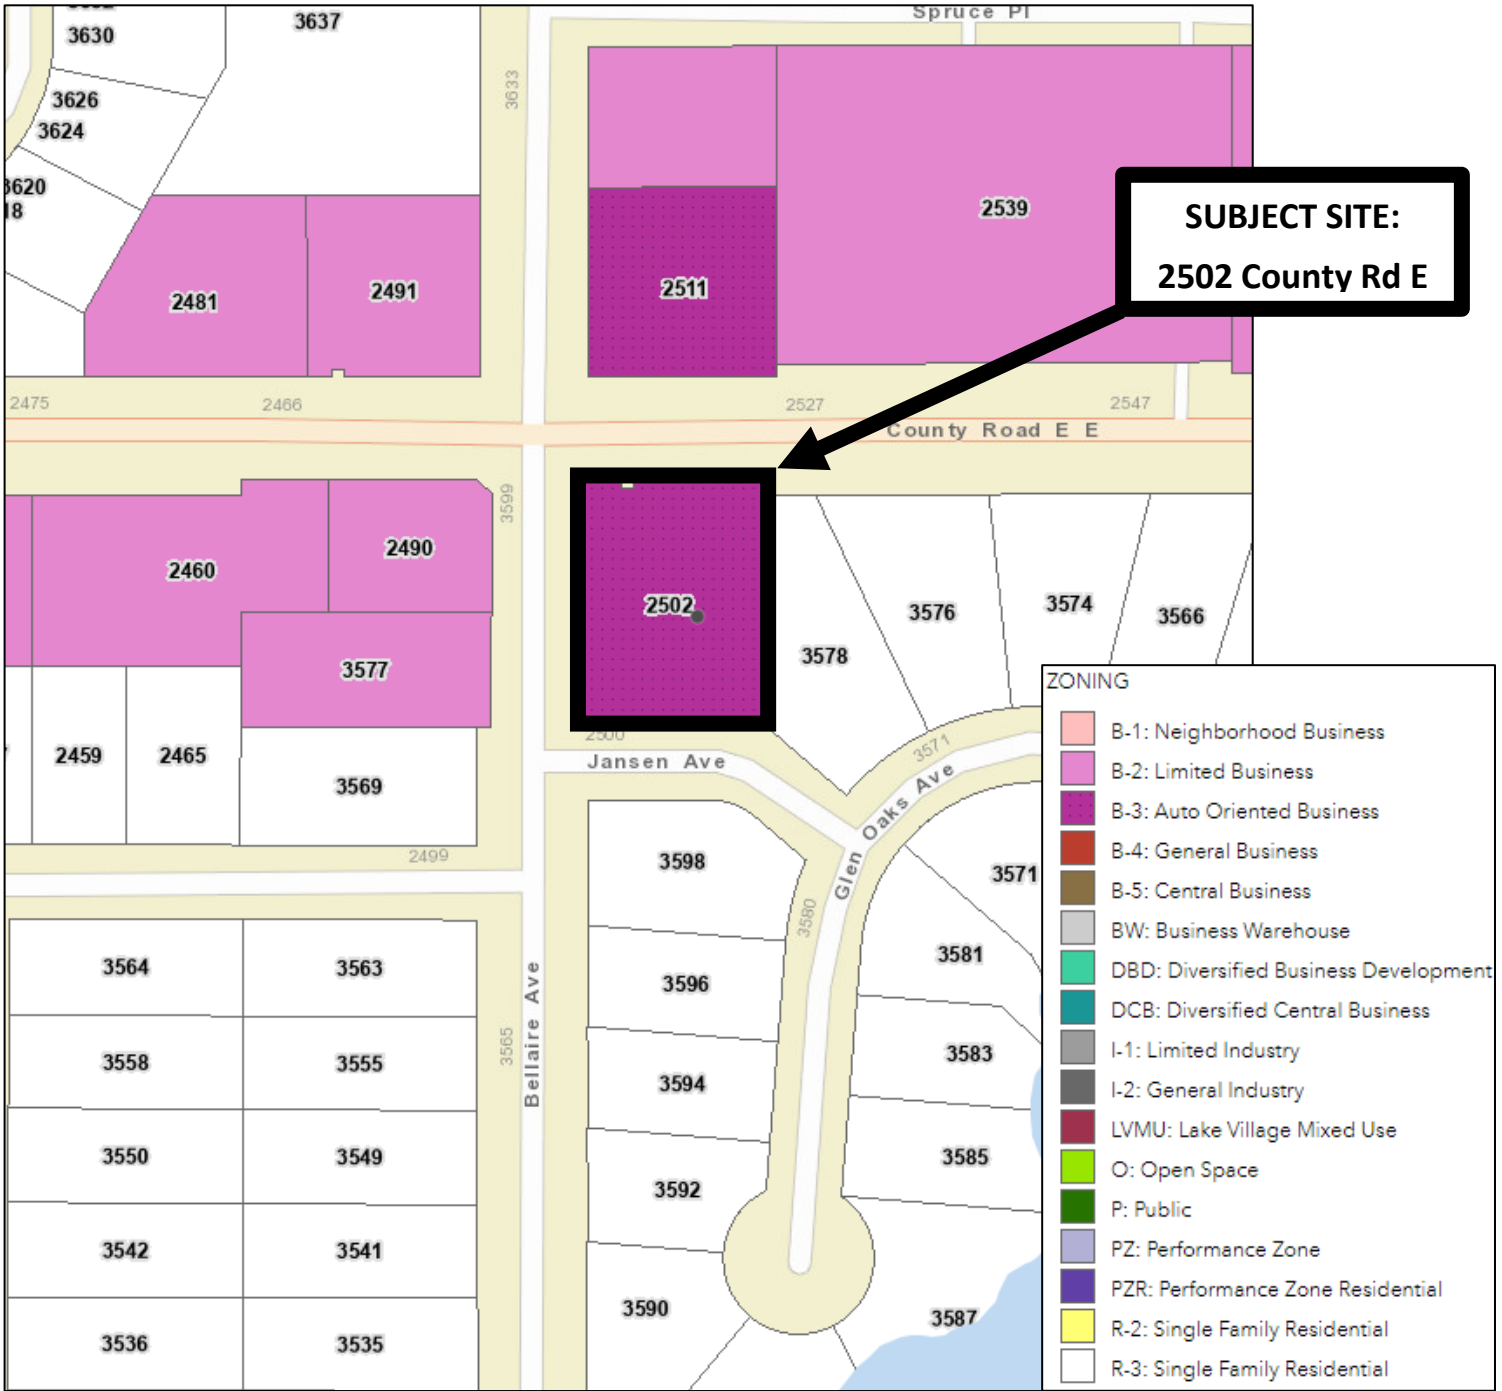 Spruce Pl
3637
3630
3633
3626
3624
3620
18
2539
SUBJECT SITE:
2502 County Rd E
2481
2491
2511
2475
2466
2527
2547
County Road E E
3599
2460
2490
2502
3576
3574
3566
3578
3577
2459
2465
3569
2500
Jansen Ave
3571
Glen Oaks Ave
2499
3598
3571
3580
3564
3563
3581
3596
Bellaire Ave
3565
3558
3555
3594
3583
3550
3549
3592
3585
3542
3541
3590
3587
3536
3535
ZONING
B-1: Neighborhood Business
B-2: Limited Business
B-3: Auto Oriented Business
B-4: General Business
B-5: Central Business
BW: Business Warehouse
DBD: Diversified Business Development
DCB: Diversified Central Business
I-1: Limited Industry
I-2: General Industry
LVMU: Lake Village Mixed Use
O: Open Space
P: Public
PZ: Performance Zone
PZR: Performance Zone Residential
R-2: Single Family Residential
R-3: Single Family Residential